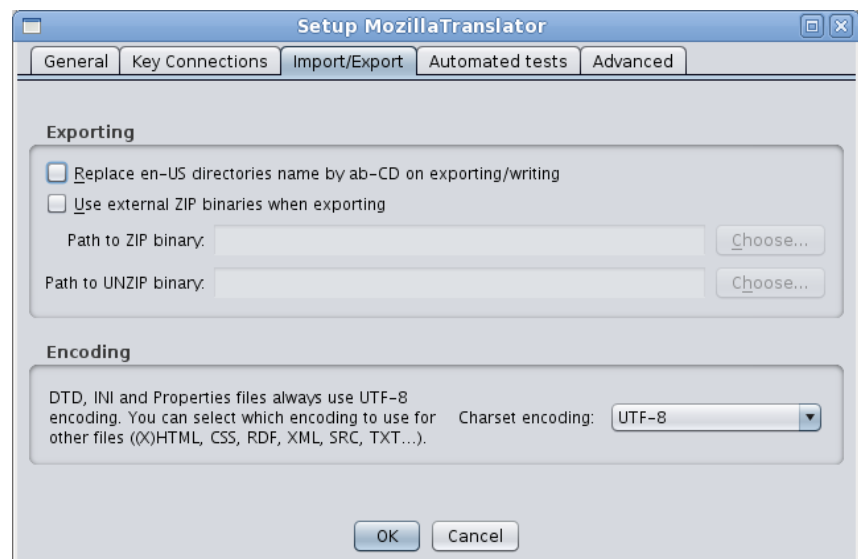 Setup MozillaTranslator
General Key Connections Import/Export Automated tests Advanced
Exporting
Replace en-US directories name by ab-CD on exporting/writing
Use external ZIP binaries when exporting
Path to ZIP binary: Choose...
Path to UNZIP binary: Choose...
Encoding
DTD, INI and Properties files always use UTF-8
encoding. You can select which encoding to use for
other files ((X)HTML, CSS, RDF, XML, SRC, TXT...).
Charset encoding: UTF-8
OK Cancel